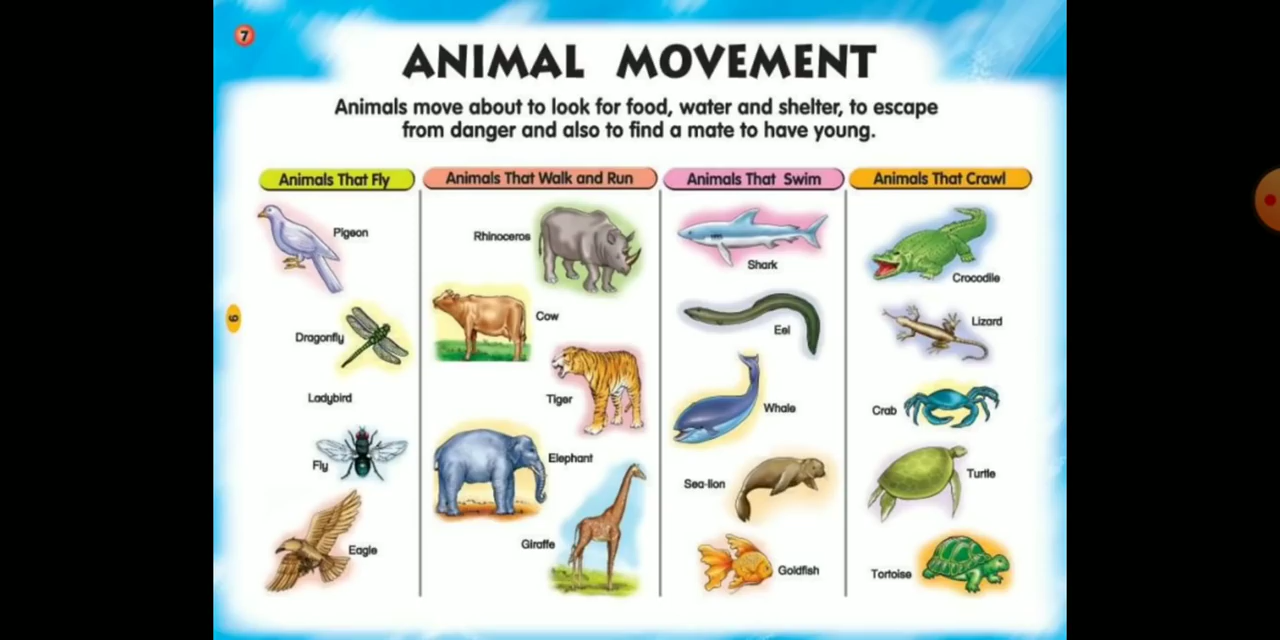 7
ANIMAL MOVEMENT
Animals move about to look for food, water and shelter, to escape
from danger and also to find a mate to have young.
Animals That Fly
Pigeon
Dragonfly
Ladybird
Fly
Eagle
Animals That Walk and Run
Rhinoceros
Cow
Tiger
Elephant
Giraffe
Animals That Swim
Shark
Eel
Whale
Sea-lion
Goldfish
Animals That Crawl
Crocodile
Lizard
Crab
Turtle
Tortoise